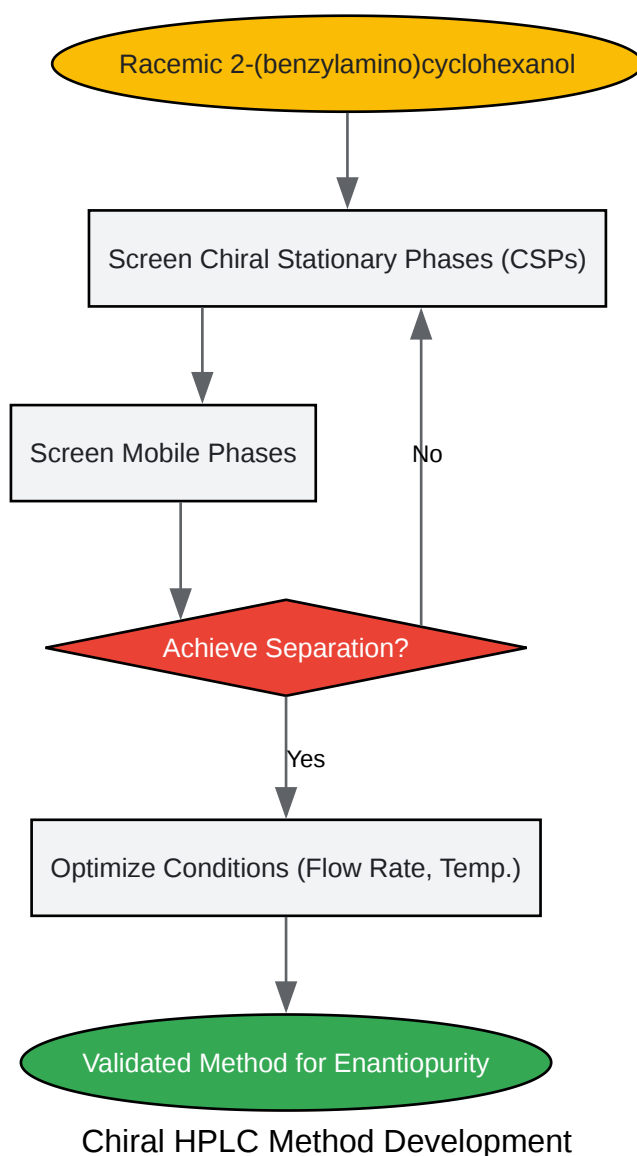 Racemic 2-(benzylamino)cyclohexanol
Screen Chiral Stationary Phases (CSPs)
Screen Mobile Phases
No
Achieve Separation?
Yes
Optimize Conditions (Flow Rate, Temp.)
Validated Method for Enantiopurity
Chiral HPLC Method Development